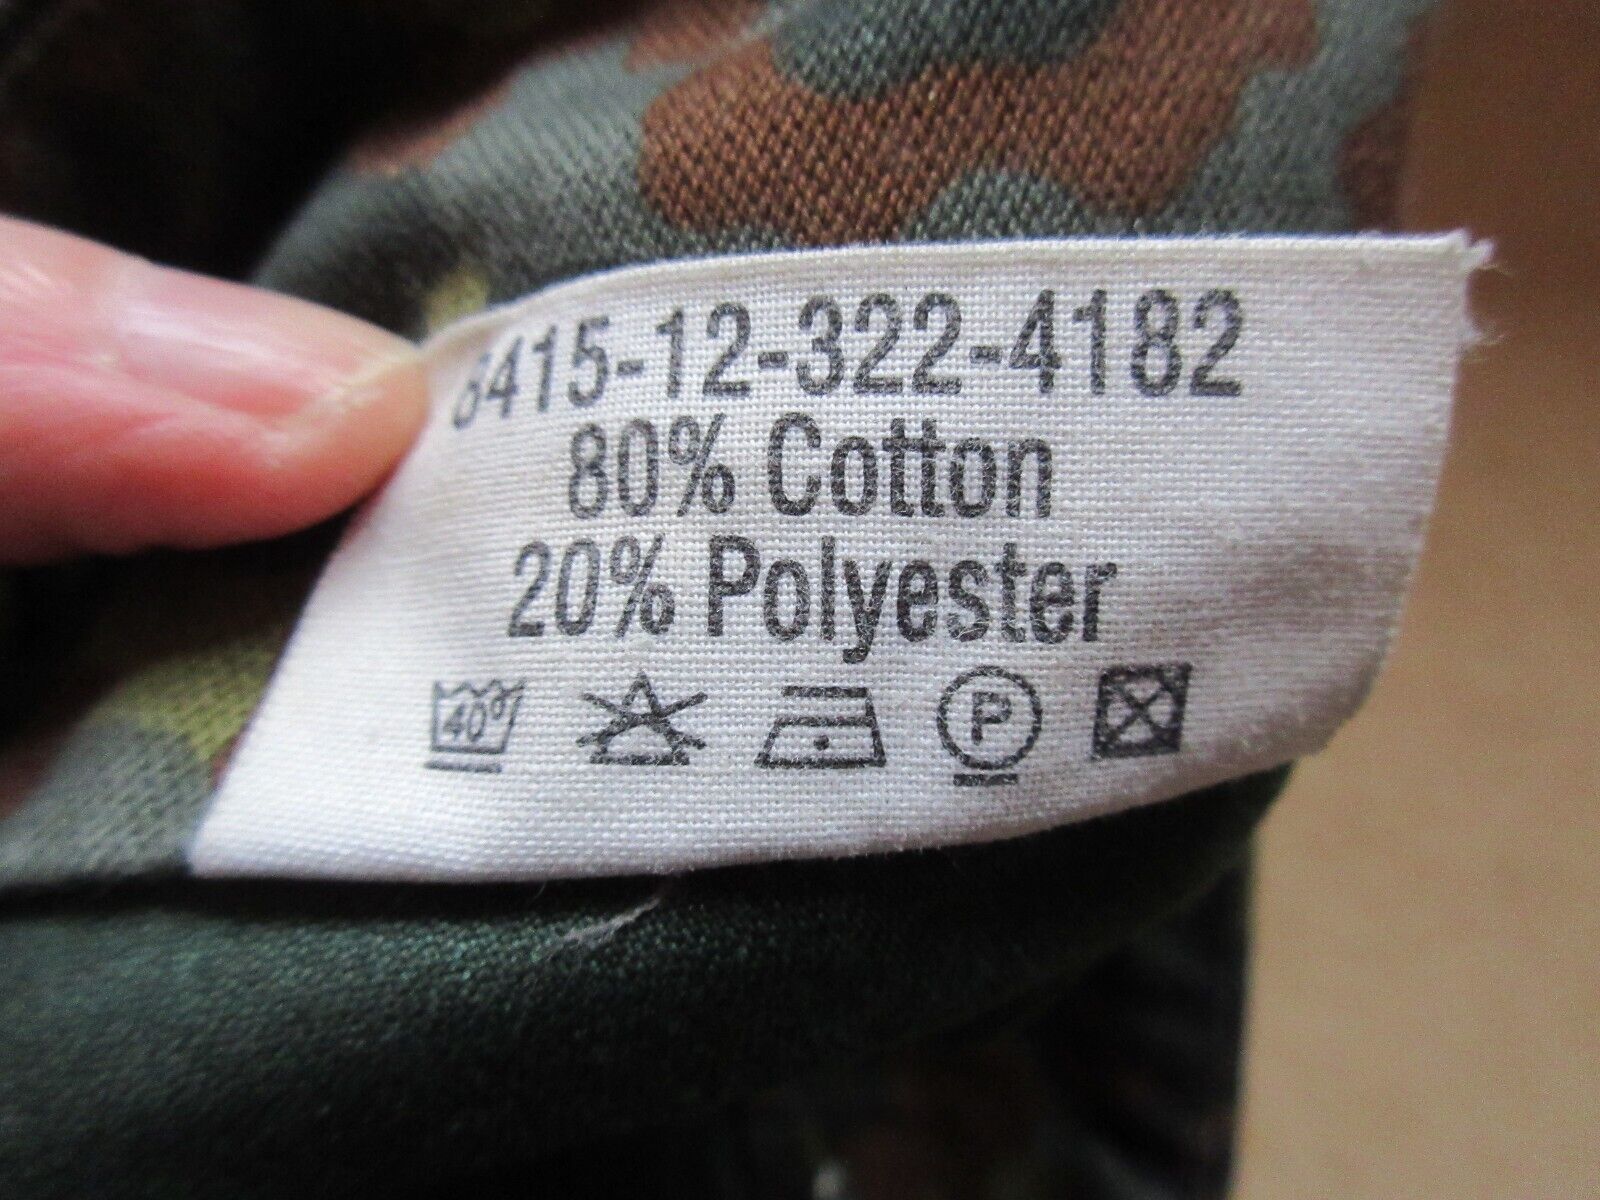 8415-12-322-4182
80% Cotton
20% Polyester
40° P